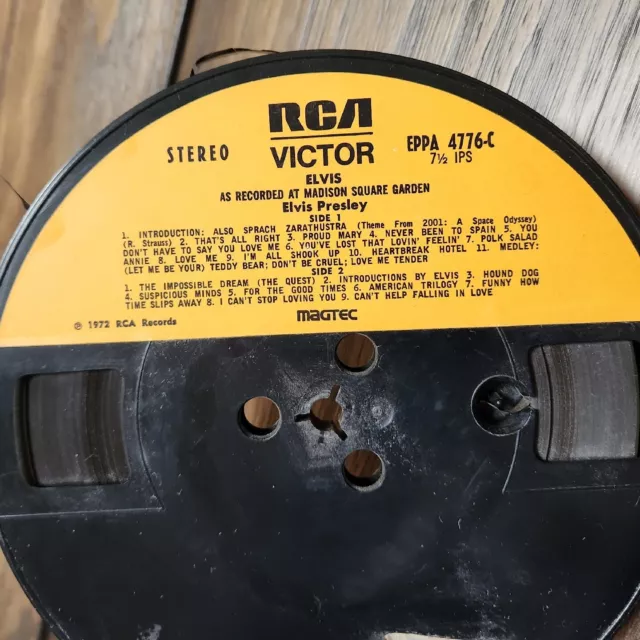 RCA
STEREO VICTOR EPPA 4776-C
7½ IPS
ELVIS
AS RECORDED AT MADISON SQUARE GARDEN
Elvis Presley
SIDE 1
1. INTRODUCTION: ALSO SPRACH ZARATHUSTRA (Theme From 2001: A Space Odyssey)
(R. Strauss) 2. THAT'S ALL RIGHT 3. PROUD MARY 4. NEVER BEEN TO SPAIN 5. YOU
DON'T HAVE TO SAY YOU LOVE ME 6. YOU'VE LOST THAT LOVIN' FEELIN' 7. POLK SALAD
ANNIE 8. LOVE ME 9. I'M ALL SHOOK UP 10. HEARTBREAK HOTEL 11. MEDLEY:
(LET ME BE YOUR) TEDDY BEAR; DON'T BE CRUEL; LOVE ME TENDER
SIDE 2
1. THE IMPOSSIBLE DREAM (THE QUEST) 2. INTRODUCTIONS BY ELVIS 3. HOUND DOG
4. SUSPICIOUS MINDS 5. FOR THE GOOD TIMES 6. AMERICAN TRILOGY 7. FUNNY HOW
TIME SLIPS AWAY 8. I CAN'T STOP LOVING YOU 9. CAN'T HELP FALLING IN LOVE
℗ 1972 RCA Records
MAGTEC